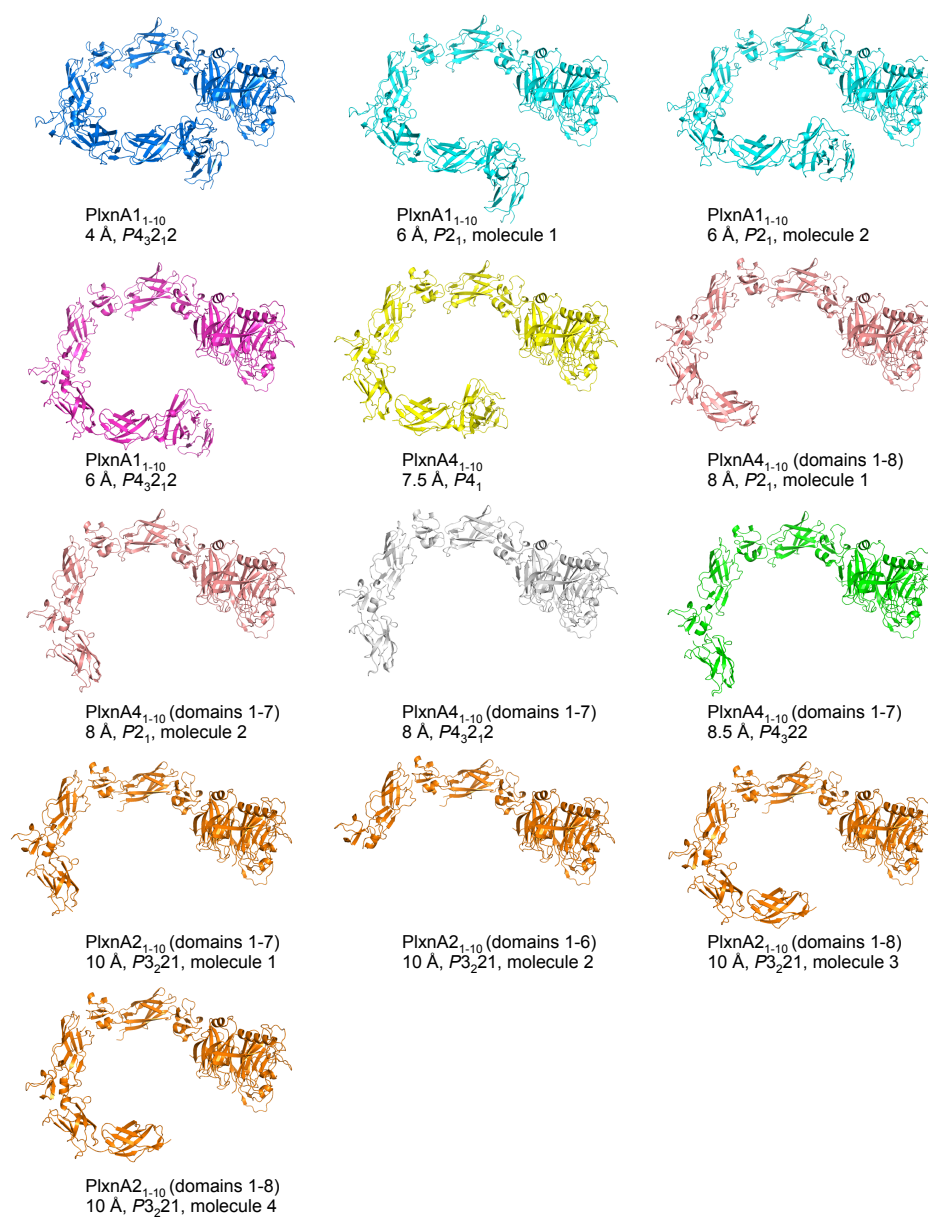 PlxnA1₁₋₁₀
4 Å, P4₃2₁2
PlxnA1₁₋₁₀
6 Å, P2₁, molecule 1
PlxnA1₁₋₁₀
6 Å, P2₁, molecule 2
PlxnA1₁₋₁₀
6 Å, P4₃2₁2
PlxnA4₁₋₁₀
7.5 Å, P4₁
PlxnA4₁₋₁₀ (domains 1-8)
8 Å, P2₁, molecule 1
PlxnA4₁₋₁₀ (domains 1-7)
8 Å, P2₁, molecule 2
PlxnA4₁₋₁₀ (domains 1-7)
8 Å, P4₃2₁2
PlxnA4₁₋₁₀ (domains 1-7)
8.5 Å, P4₃22
PlxnA2₁₋₁₀ (domains 1-7)
10 Å, P3₂21, molecule 1
PlxnA2₁₋₁₀ (domains 1-6)
10 Å, P3₂21, molecule 2
PlxnA2₁₋₁₀ (domains 1-8)
10 Å, P3₂21, molecule 3
PlxnA2₁₋₁₀ (domains 1-8)
10 Å, P3₂21, molecule 4